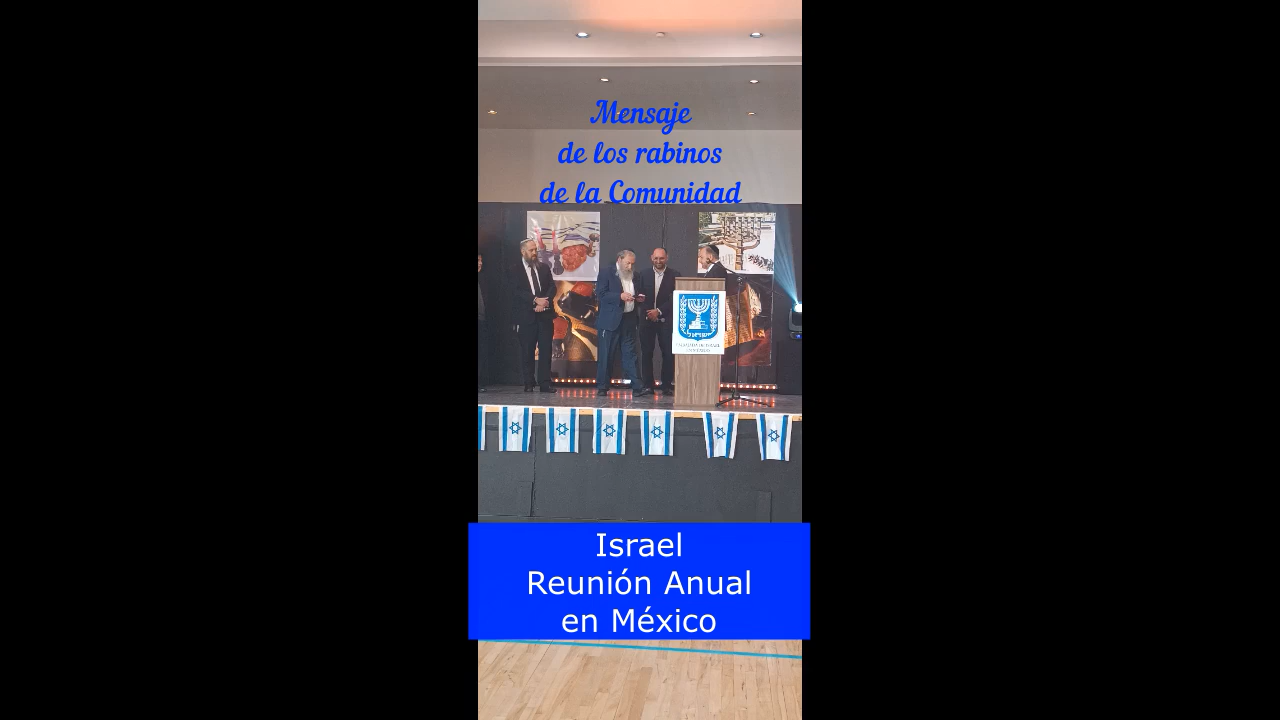 Mensaje
de los rabinos
de la Comunidad
Israel
Reunión Anual
en México